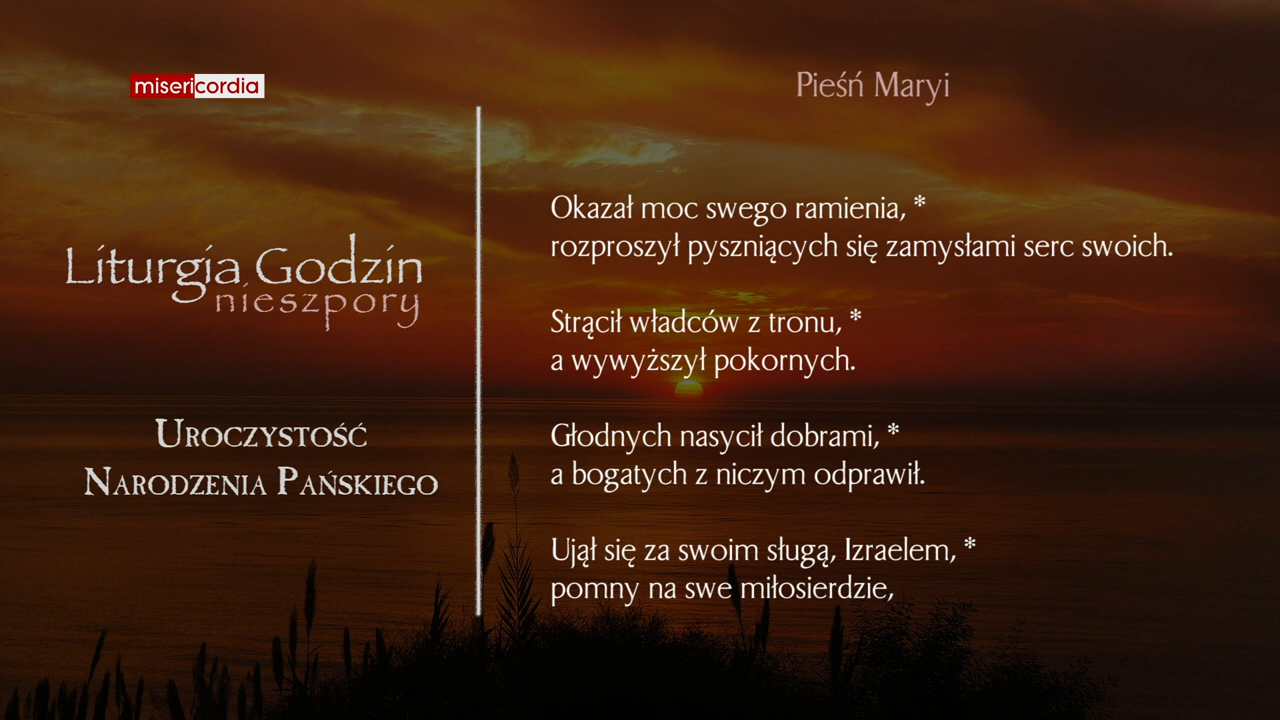 misericordia
Liturgia Godzin
nieszpory
Uroczystość
Narodzenia Pańskiego
Pieśń Maryi
Okazał moc swego ramienia, *
rozproszył pyszniących się zamysłami serc swoich.
Strącił władców z tronu, *
a wywyższył pokornych.
Głodnych nasycił dobrami, *
a bogatych z niczym odprawił.
Ujął się za swoim sługą, Izraelem, *
pomny na swe miłosierdzie,